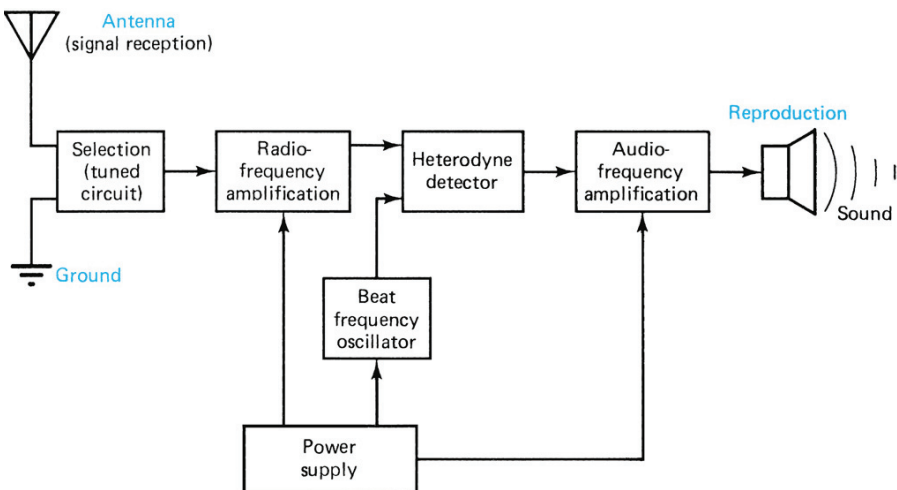 Antenna
(signal reception)
Selection
(tuned
circuit)
Radio-
frequency
amplification
Heterodyne
detector
Audio-
frequency
amplification
Reproduction
Sound
Ground
Beat
frequency
oscillator
Power
supply